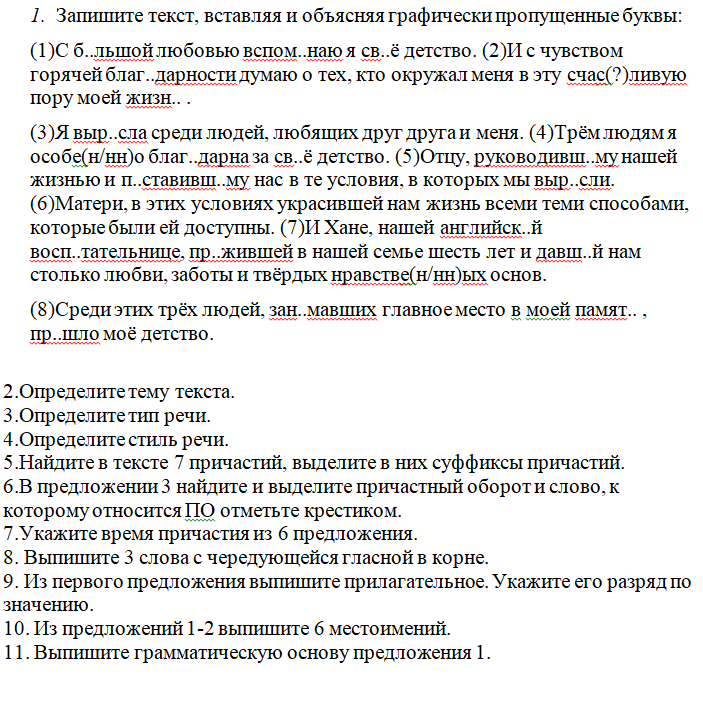 1. Запишите текст, вставляя и объясняя графически пропущенные буквы:
(1)С б..льшой любовью вспом..наю я св..ё детство. (2)И с чувством
горячей благ..дарности думаю о тех, кто окружал меня в эту счас(?)ливую
пору моей жизн.. .
(3)Я выр..сла среди людей, любящих друг друга и меня. (4)Трём людям я
особе(н/нн)о благ..дарна за св..ё детство. (5)Отцу, руководивш..му нашей
жизнью и п..ставивш..му нас в те условия, в которых мы выр..сли.
(6)Матери, в этих условиях украсившей нам жизнь всеми теми способами,
которые были ей доступны. (7)И Хане, нашей английск..й
восп..тательнице, пр..жившей в нашей семье шесть лет и давш..й нам
столько любви, заботы и твёрдых нравстве(н/нн)ых основ.
(8)Среди этих трёх людей, зан..мавших главное место в моей памят.. ,
пр..шло моё детство.
2.Определите тему текста.
3.Определите тип речи.
4.Определите стиль речи.
5.Найдите в тексте 7 причастий, выделите в них суффиксы причастий.
6.В предложении 3 найдите и выделите причастный оборот и слово, к
которому относится ПО отметьте крестиком.
7.Укажите время причастия из 6 предложения.
8. Выпишите 3 слова с чередующейся гласной в корне.
9. Из первого предложения выпишите прилагательное. Укажите его разряд по
значению.
10. Из предложений 1-2 выпишите 6 местоимений.
11. Выпишите грамматическую основу предложения 1.